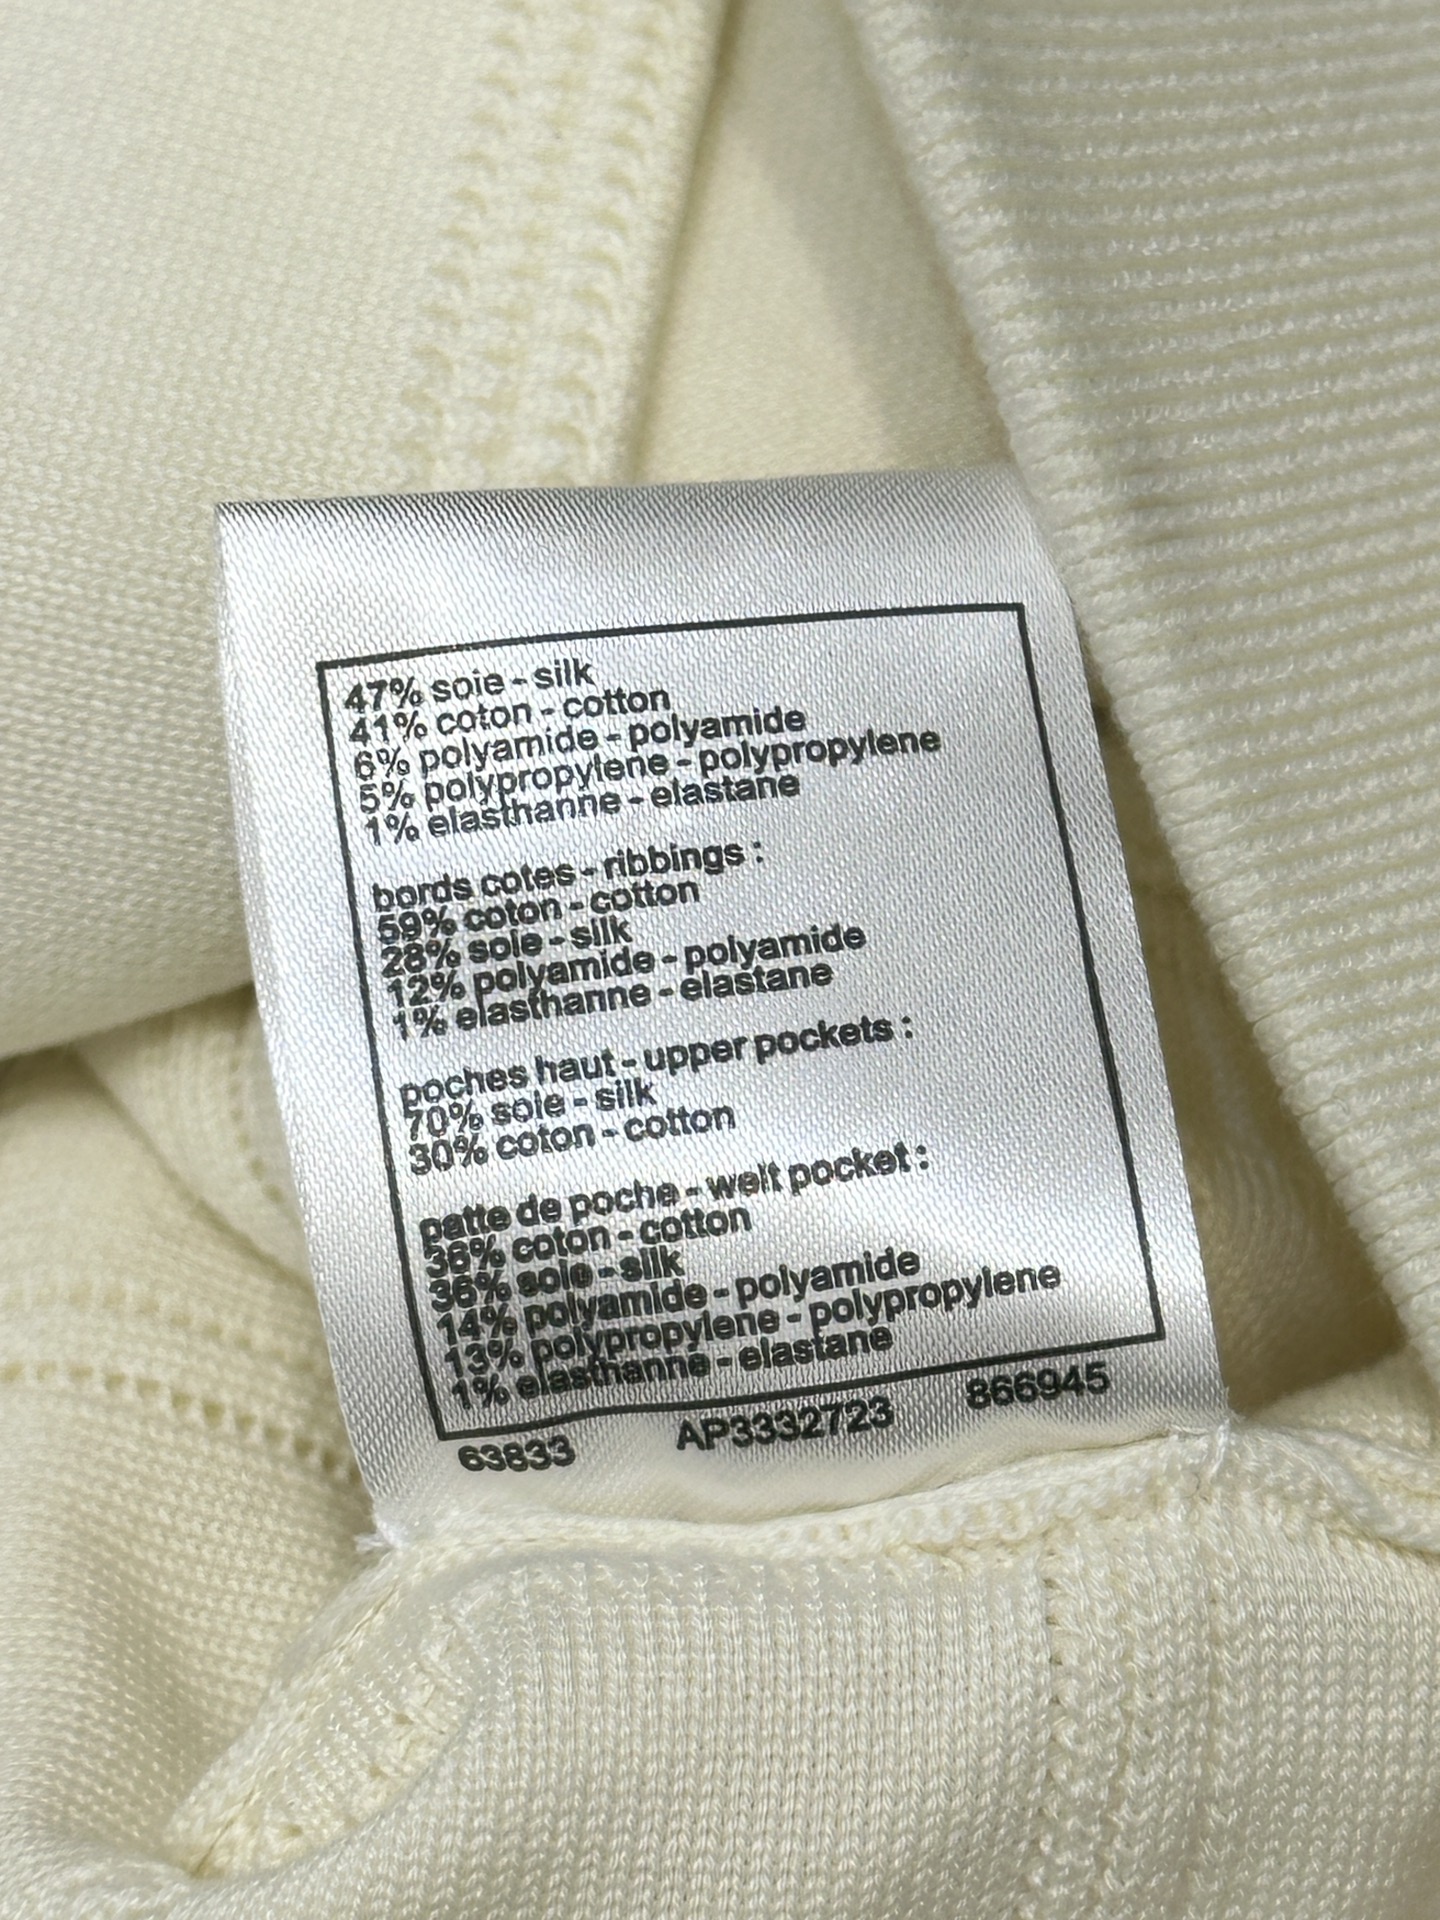 47% soie - silk
41% coton - cotton
6% polyamide - polyamide
5% polypropylene - polypropylene
1% elasthanne - elastane
bords cotes - ribbings :
59% coton - cotton
28% soie - silk
12% polyamide - polyamide
1% elasthanne - elastane
poches haut - upper pockets :
70% soie - silk
30% coton - cotton
patte de poche - welt pocket :
36% coton - cotton
36% soie - silk
14% polyamide - polyamide
13% polypropylene - polypropylene
1% elasthanne - elastane
63833 AP3332723 866945